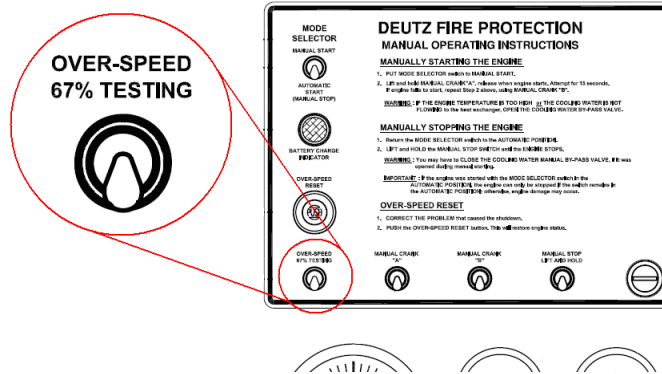 OVER-SPEED
67% TESTING
MODE
SELECTOR
MANUAL START
AUTOMATIC
START
(MANUAL STOP)
BATTERY CHARGE
INDICATOR
OVER-SPEED
RESET
OVER-SPEED
67% TESTING
DEUTZ FIRE PROTECTION
MANUAL OPERATING INSTRUCTIONS
MANUALLY STARTING THE ENGINE
1. PUT MODE SELECTOR switch to MANUAL START.
2. Lift and hold MANUAL CRANK"A", release when engine starts, Attempt for 15 seconds,
If engine fails to start, repeat Step 2 above, using MANUAL CRANK "B".
WARNING : IF THE ENGINE TEMPERATURE IS TOO HIGH or THE COOLING WATER IS NOT
FLOWING to the heat exchanger, OPEN THE COOLING WATER BY-PASS VALVE.
MANUALLY STOPPING THE ENGINE
1. Return the MODE SELECTOR switch to the AUTOMATIC POSITION.
2. LIFT and HOLD the MANUAL STOP SWITCH until the ENGINE STOPS.
WARNING : You may have to CLOSE THE COOLING WATER MANUAL BY-PASS VALVE, If it was
opened during manual starting.
IMPORTANT : If the engine was started with the MODE SELECTOR switch in the
AUTOMATIC POSITION, the engine can only be stopped if the switch remains in
the AUTOMATIC POSITION; otherwise, engine damage may occur.
OVER-SPEED RESET
1. CORRECT THE PROBLEM that caused the shutdown.
2. PUSH the OVER-SPEED RESET button. This will restore engine status.
MANUAL CRANK
"A"
MANUAL CRANK
"B"
MANUAL STOP
LIFT AND HOLD